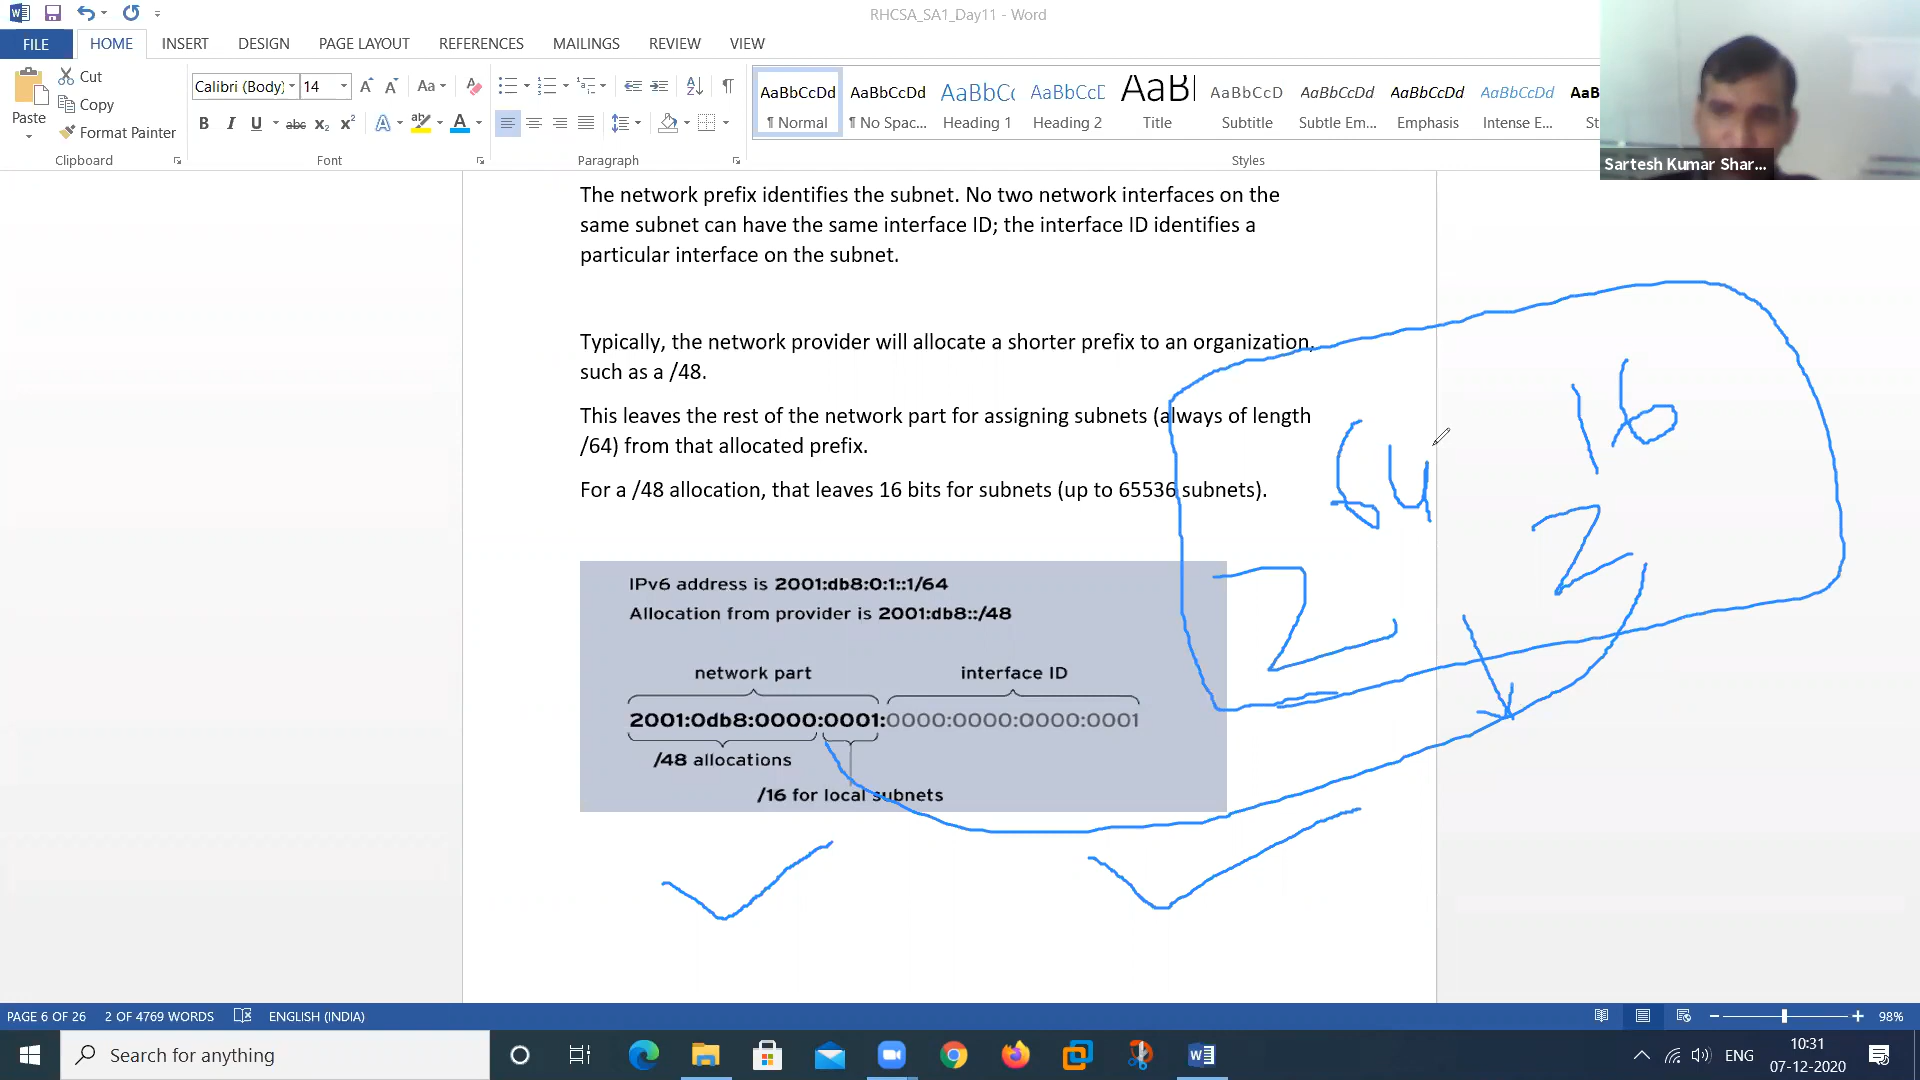 RHCSA_SA1_Day11 - Word
FILE HOME INSERT DESIGN PAGE LAYOUT REFERENCES MAILINGS REVIEW VIEW
Paste
Cut
Copy
Format Painter
Clipboard
Calibri (Body) 14
Font
Paragraph
AaBbCcDd AaBbCcDd AaBbCc AaBbCcC AaBl AaBbCcD AaBbCcDd AaBbCcDd AaBbCcDd AaBb
¶ Normal ¶ No Spac... Heading 1 Heading 2 Title Subtitle Subtle Em... Emphasis Intense E... St
Styles
Sartesh Kumar Shar...
The network prefix identifies the subnet. No two network interfaces on the
same subnet can have the same interface ID; the interface ID identifies a
particular interface on the subnet.
Typically, the network provider will allocate a shorter prefix to an organization,
such as a /48.
This leaves the rest of the network part for assigning subnets (always of length
/64) from that allocated prefix.
For a /48 allocation, that leaves 16 bits for subnets (up to 65536 subnets).
64
2
16
2
IPv6 address is 2001:db8:0:1::1/64
Allocation from provider is 2001:db8::/48
network part interface ID
2001:0db8:0000:0001:0000:0000:0000:0001
/48 allocations
/16 for local subnets
PAGE 6 OF 26 2 OF 4769 WORDS ENGLISH (INDIA) 98%
Search for anything
ENG
10:31
07-12-2020